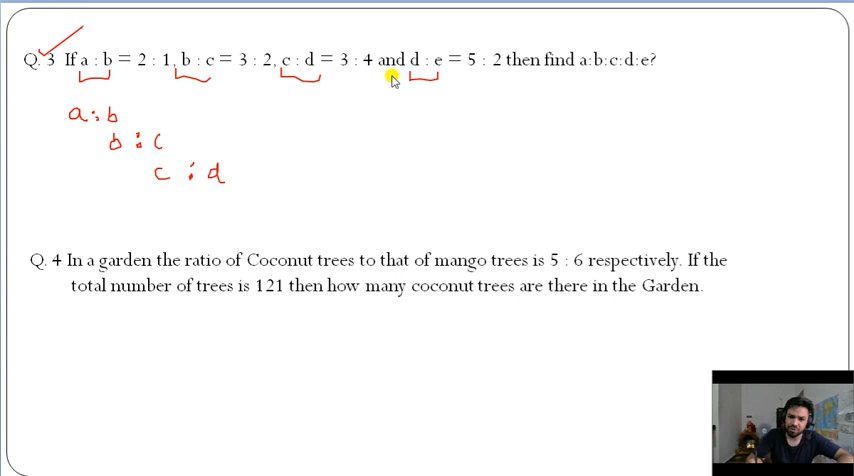 Q. 3 If a : b = 2 : 1, b : c = 3 : 2, c : d = 3 : 4 and d : e = 5 : 2 then find a:b:c:d:e?
a : b
b : c
c : d
Q. 4 In a garden the ratio of Coconut trees to that of mango trees is 5 : 6 respectively. If the
total number of trees is 121 then how many coconut trees are there in the Garden.